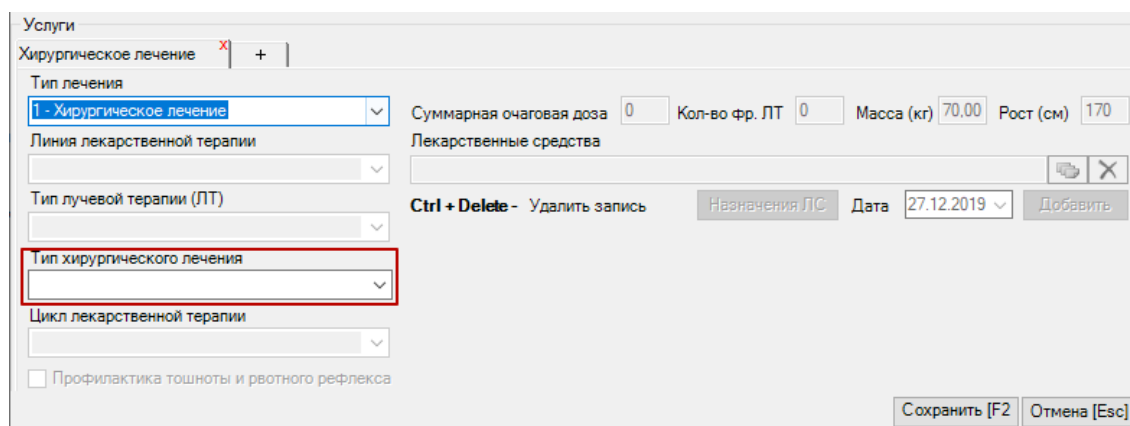 Услуги
Хирургическое лечение X +
Тип лечения
1 - Хирургическое лечение
Суммарная очаговая доза 0 Кол-во фр. ЛТ 0 Масса (кг) 70,00 Рост (см) 170
Линия лекарственной терапии
Лекарственные средства
Тип лучевой терапии (ЛТ)
Ctrl + Delete - Удалить запись Назначения ЛС Дата 27.12.2019 Добавить
Тип хирургического лечения
Цикл лекарственной терапии
Профилактика тошноты и рвотного рефлекса
Сохранить [F2 Отмена [Esc]